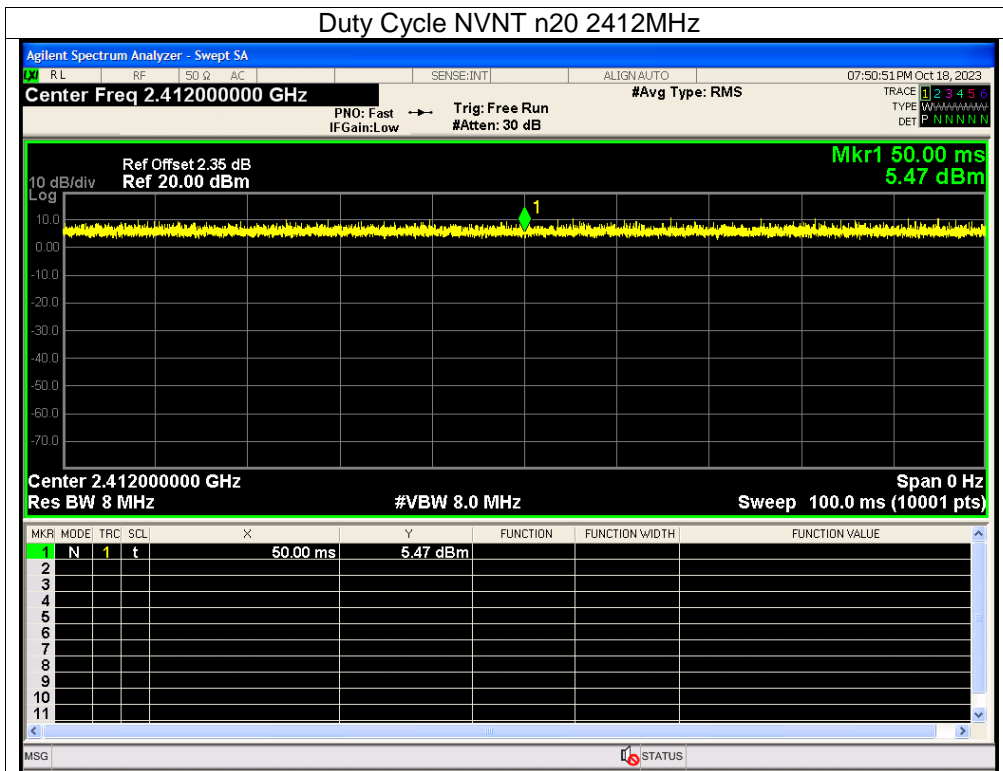 Duty Cycle NVNT n20 2412MHz
Agilent Spectrum Analyzer - Swept SA
LXI RL RF 50 Ω AC SENSE:INT ALIGN AUTO 07:50:51 PM Oct 18, 2023
Center Freq 2.412000000 GHz #Avg Type: RMS TRACE 1 2 3 4 5 6
PNO: Fast Trig: Free Run TYPE W
IFGain:Low #Atten: 30 dB DET P N N N N N
Mkr1 50.00 ms
Ref Offset 2.35 dB
10 dB/div Ref 20.00 dBm 5.47 dBm
Log
1
10.0
0.00
-10.0
-20.0
-30.0
-40.0
-50.0
-60.0
-70.0
Center 2.412000000 GHz Span 0 Hz
Res BW 8 MHz #VBW 8.0 MHz Sweep 100.0 ms (10001 pts)
MKR MODE TRC SCL X Y FUNCTION FUNCTION WIDTH FUNCTION VALUE
1 N 1 t 50.00 ms 5.47 dBm
2
3
4
5
6
7
8
9
10
11
MSG STATUS